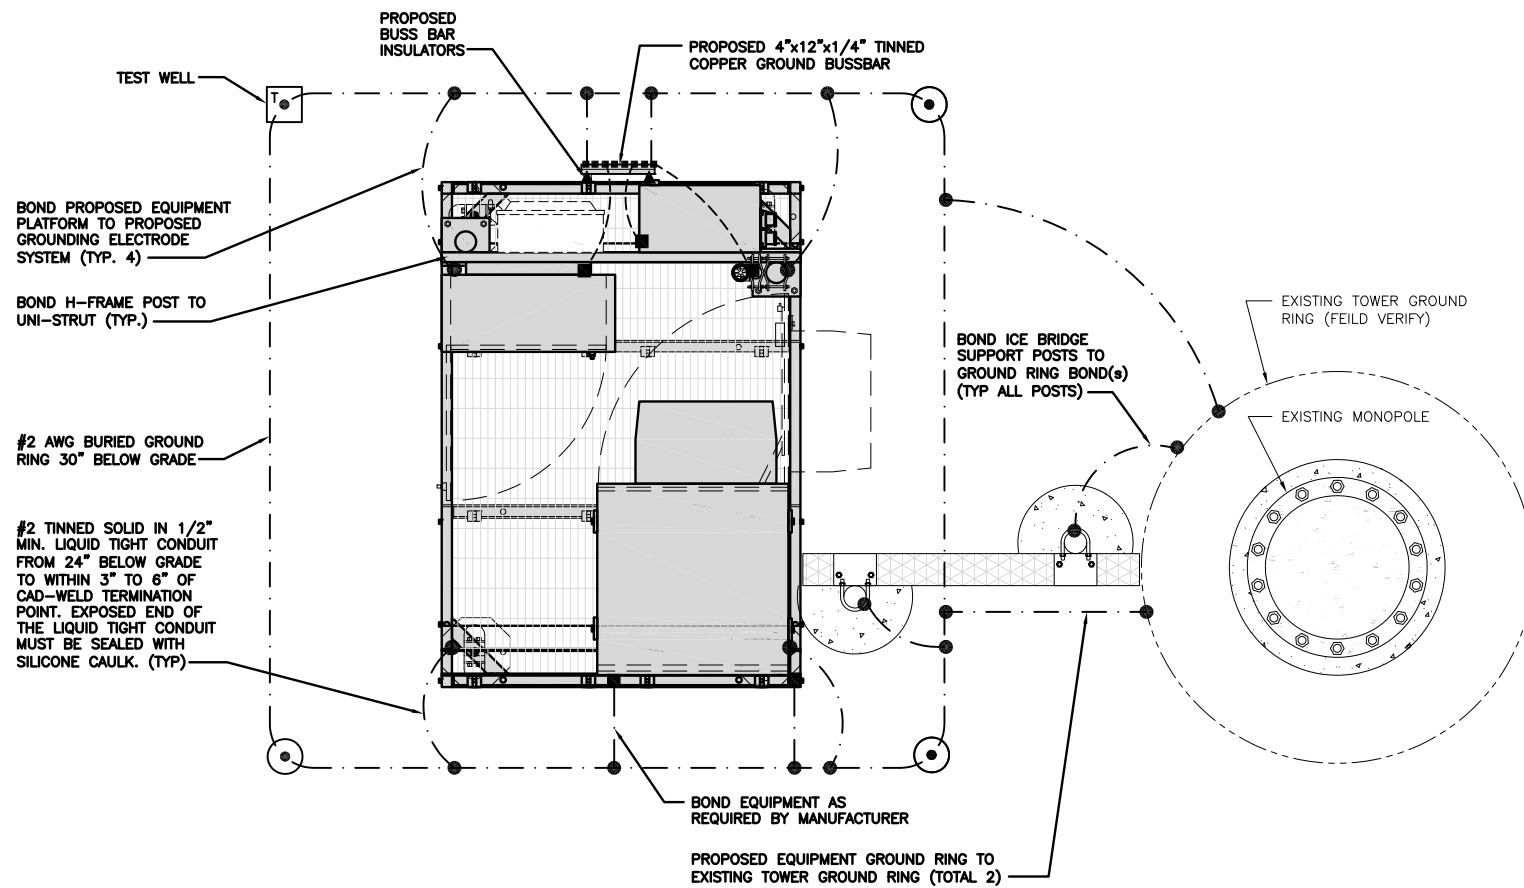 PROPOSED
BUSS BAR
INSULATORS
PROPOSED 4"x12"x1/4" TINNED
COPPER GROUND BUSSBAR
TEST WELL
T
BOND PROPOSED EQUIPMENT
PLATFORM TO PROPOSED
GROUNDING ELECTRODE
SYSTEM (TYP. 4)
BOND H-FRAME POST TO
UNI-STRUT (TYP.)
EXISTING TOWER GROUND
RING (FEILD VERIFY)
BOND ICE BRIDGE
SUPPORT POSTS TO
GROUND RING BOND(s)
(TYP ALL POSTS)
EXISTING MONOPOLE
#2 AWG BURIED GROUND
RING 30" BELOW GRADE
#2 TINNED SOLID IN 1/2"
MIN. LIQUID TIGHT CONDUIT
FROM 24" BELOW GRADE
TO WITHIN 3" TO 6" OF
CAD-WELD TERMINATION
POINT. EXPOSED END OF
THE LIQUID TIGHT CONDUIT
MUST BE SEALED WITH
SILICONE CAULK. (TYP)
BOND EQUIPMENT AS
REQUIRED BY MANUFACTURER
PROPOSED EQUIPMENT GROUND RING TO
EXISTING TOWER GROUND RING (TOTAL 2)